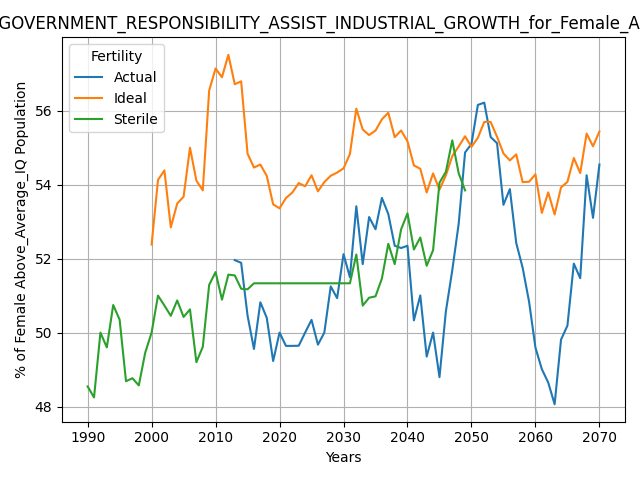 GOVERNMENT_RESPONSIBILITY_ASSIST_INDUSTRIAL_GROWTH_for_Female_A
Fertility
Actual
Ideal
Sterile
% of Female Above_Average_IQ Population
56
54
52
50
48
1990 2000 2010 2020 2030 2040 2050 2060 2070
Years